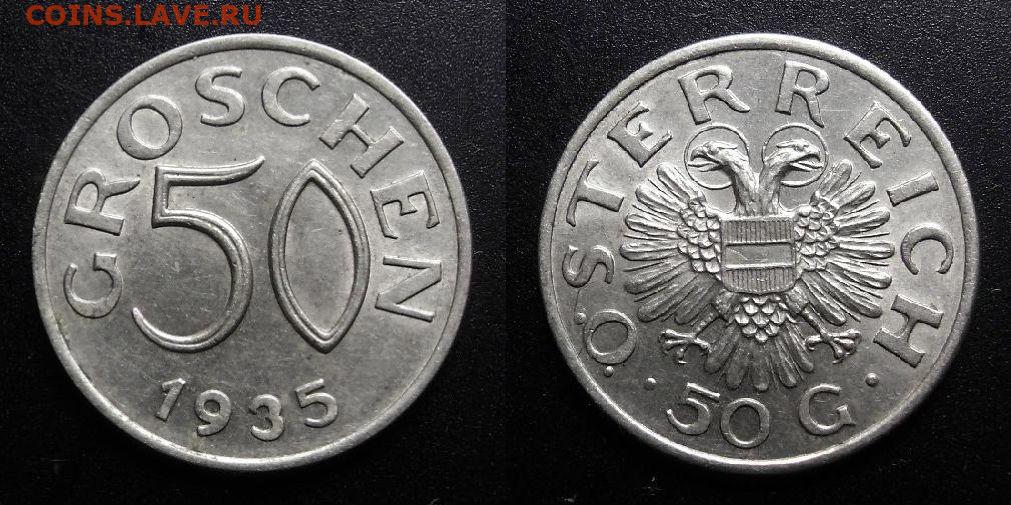 COINS.LAVE.RU
GROSCHEN
50
1935
ÖSTERREICH
50 G